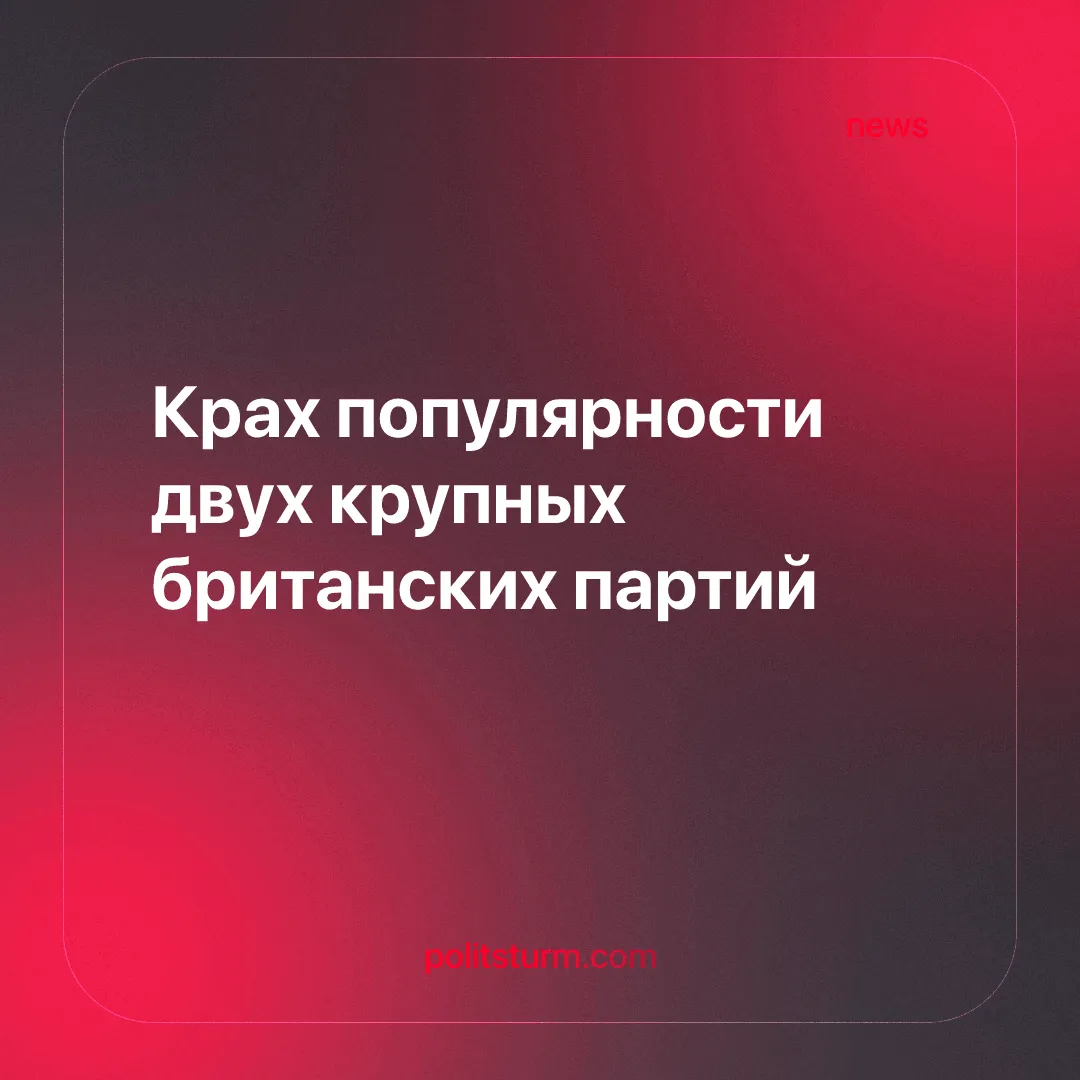 news
Крах популярности
двух крупных
британских партий
politsturm.com